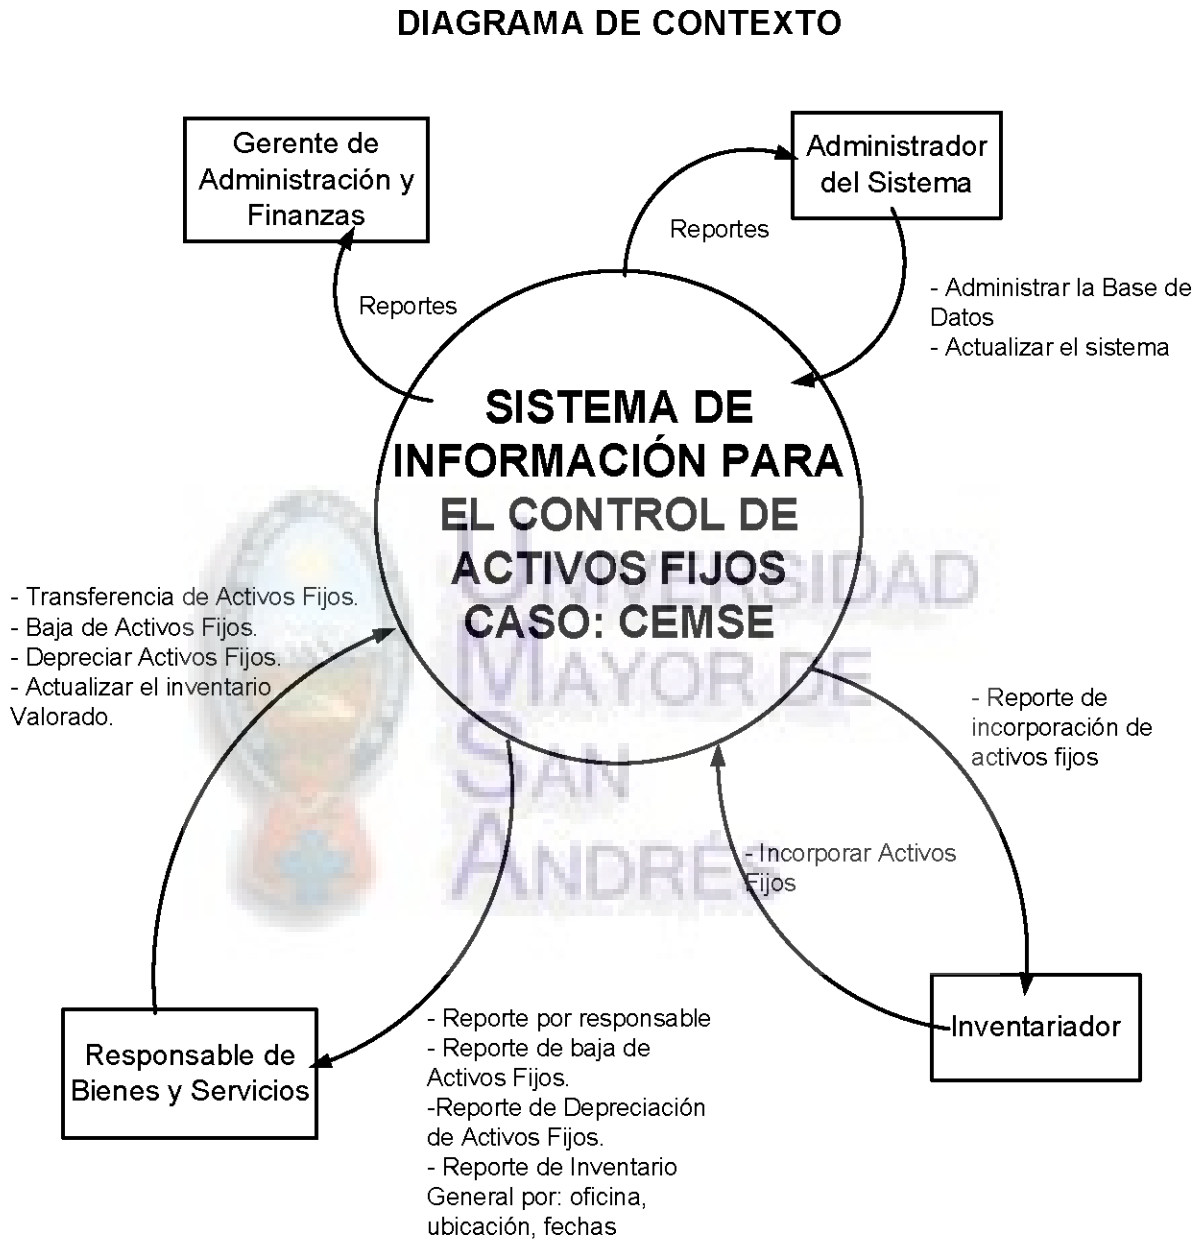 DIAGRAMA DE CONTEXTO
Gerente de
Administración y
Finanzas
Administrador
del Sistema
Reportes
Reportes
- Administrar la Base de
Datos
- Actualizar el sistema
SISTEMA DE
INFORMACIÓN PARA
EL CONTROL DE
ACTIVOS FIJOS
CASO: CEMSE
UNIVERSIDAD
MAYOR DE
SAN
ANDRÉS
- Transferencia de Activos Fijos.
- Baja de Activos Fijos.
- Depreciar Activos Fijos.
- Actualizar el inventario
Valorado.
- Reporte de
incorporación de
activos fijos
- Incorporar Activos
Fijos
Responsable de
Bienes y Servicios
- Reporte por responsable
- Reporte de baja de
Activos Fijos.
-Reporte de Depreciación
de Activos Fijos.
- Reporte de Inventario
General por: oficina,
ubicación, fechas
Inventariador